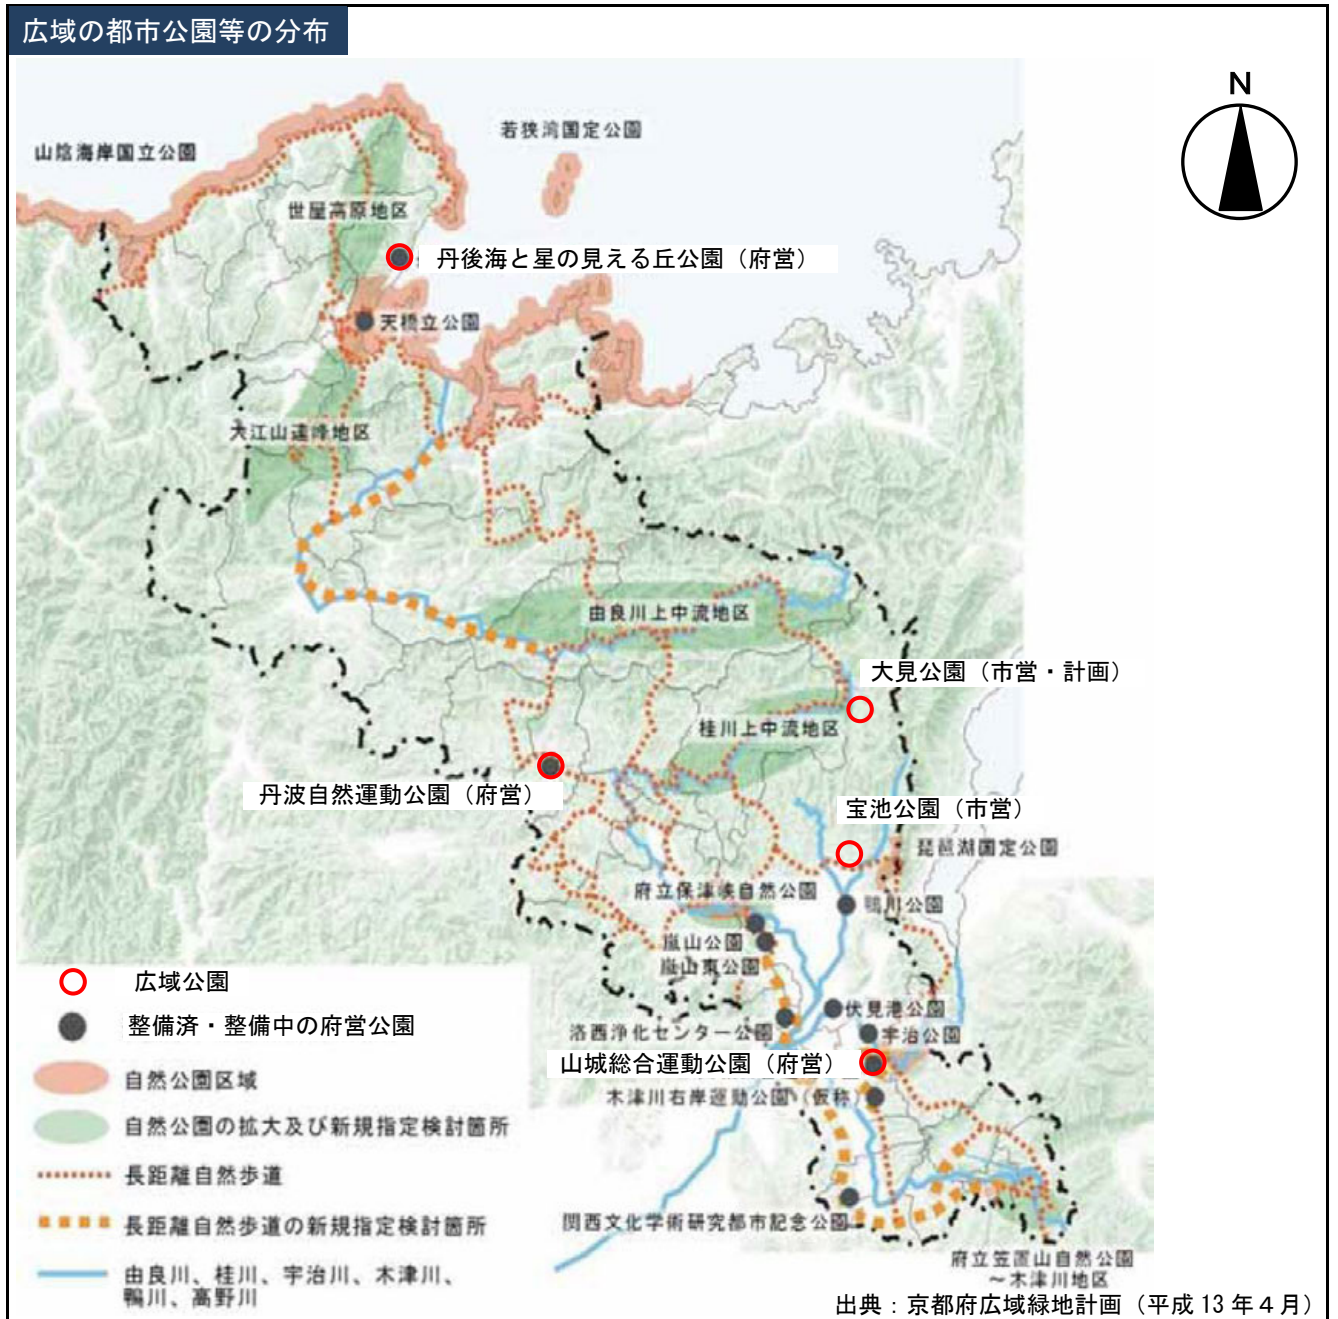 広域の都市公園等の分布
N
若狭湾国定公園
山陰海岸国立公園
世屋高原地区
丹後海と星の見える丘公園（府営）
天橋立公園
大江山連峰地区
由良川上中流地区
大見公園（市営・計画）
桂川上中流地区
丹波自然運動公園（府営）
宝池公園（市営）
琵琶湖国定公園
府立保津峡自然公園
鴨川公園
嵐山公園
嵐山東公園
伏見港公園
洛西浄化センター公園
宇治公園
山城総合運動公園（府営）
木津川右岸運動公園（仮称）
関西文化学術研究都市記念公園
府立笠置山自然公園
～木津川地区
広域公園
整備済・整備中の府営公園
自然公園区域
自然公園の拡大及び新規指定検討箇所
長距離自然歩道
長距離自然歩道の新規指定検討箇所
由良川、桂川、宇治川、木津川、
鴨川、高野川
出典：京都府広域緑地計画（平成13年４月）